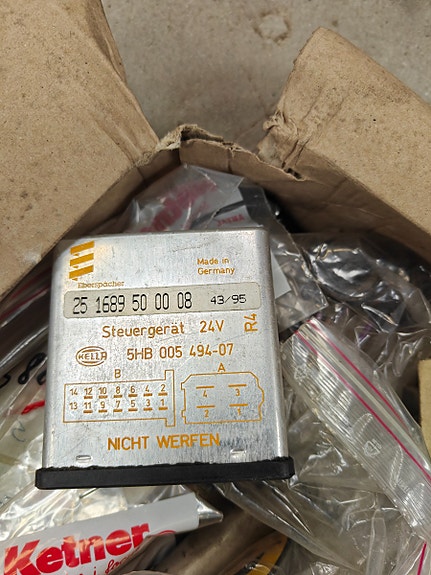 Eberspächer
Made in
Germany
25 1689 50 00 08 43/95
Steuergerät 24V R4
HELLA 5HB 005 494-07
B A
14 12 10 8 6 4 2
13 11 9 7 5 3 1
4 3
2 1
NICHT WERFEN
Ketner